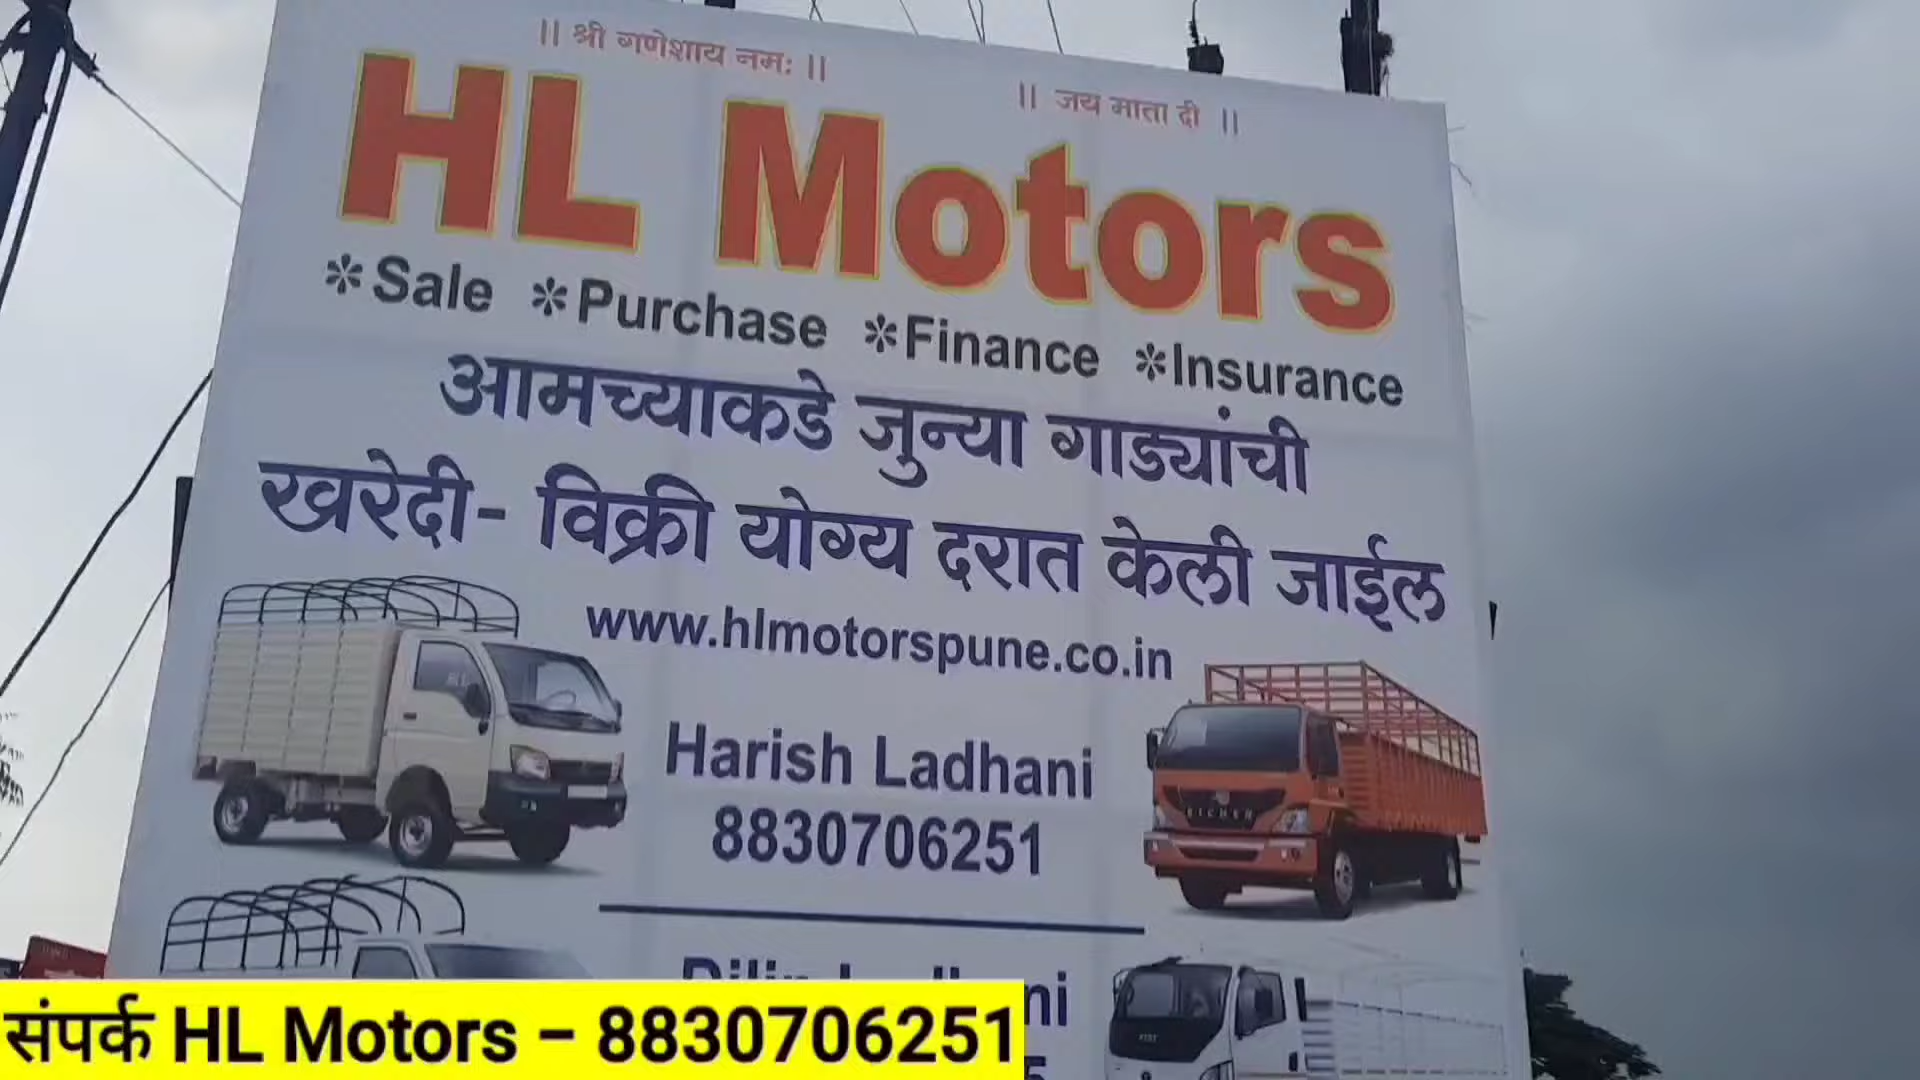 || श्री गणेशाय नमः ||
|| जय माता दी ||
HL Motors
*Sale *Purchase *Finance *Insurance
आमच्याकडे जुन्या गाड्यांची
खरेदी- विक्री योग्य दरात केली जाईल
www.hlmotorspune.co.in
Harish Ladhani
8830706251
EICHER
संपर्क HL Motors – 8830706251